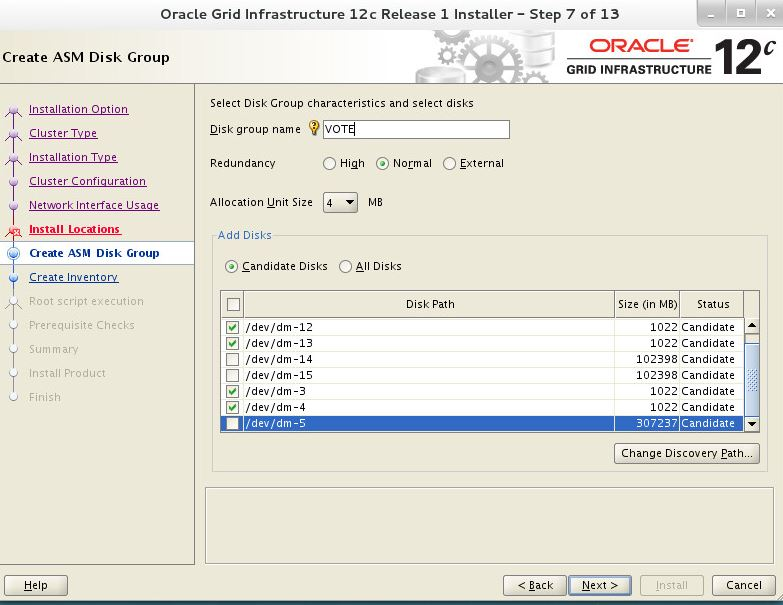 Oracle Grid Infrastructure 12c Release 1 Installer - Step 7 of 13
Create ASM Disk Group
ORACLE
GRID INFRASTRUCTURE 12c
Installation Option
Cluster Type
Installation Type
Cluster Configuration
Network Interface Usage
Install Locations
Create ASM Disk Group
Create Inventory
Root script execution
Prerequisite Checks
Summary
Install Product
Finish
Select Disk Group characteristics and select disks
Disk group name VOTE
Redundancy High Normal External
Allocation Unit Size 4 MB
Add Disks
Candidate Disks All Disks
Disk Path Size (in MB) Status
/dev/dm-12 1022 Candidate
/dev/dm-13 1022 Candidate
/dev/dm-14 102398 Candidate
/dev/dm-15 102398 Candidate
/dev/dm-3 1022 Candidate
/dev/dm-4 1022 Candidate
/dev/dm-5 307237 Candidate
Change Discovery Path...
Help < Back Next > Install Cancel